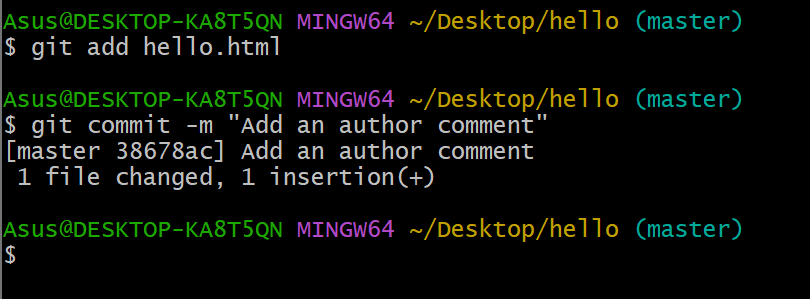 Asus@DESKTOP-KA8T5QN MINGW64 ~/Desktop/hello (master)
$ git add hello.html
Asus@DESKTOP-KA8T5QN MINGW64 ~/Desktop/hello (master)
$ git commit -m "Add an author comment"
[master 38678ac] Add an author comment
 1 file changed, 1 insertion(+)
Asus@DESKTOP-KA8T5QN MINGW64 ~/Desktop/hello (master)
$